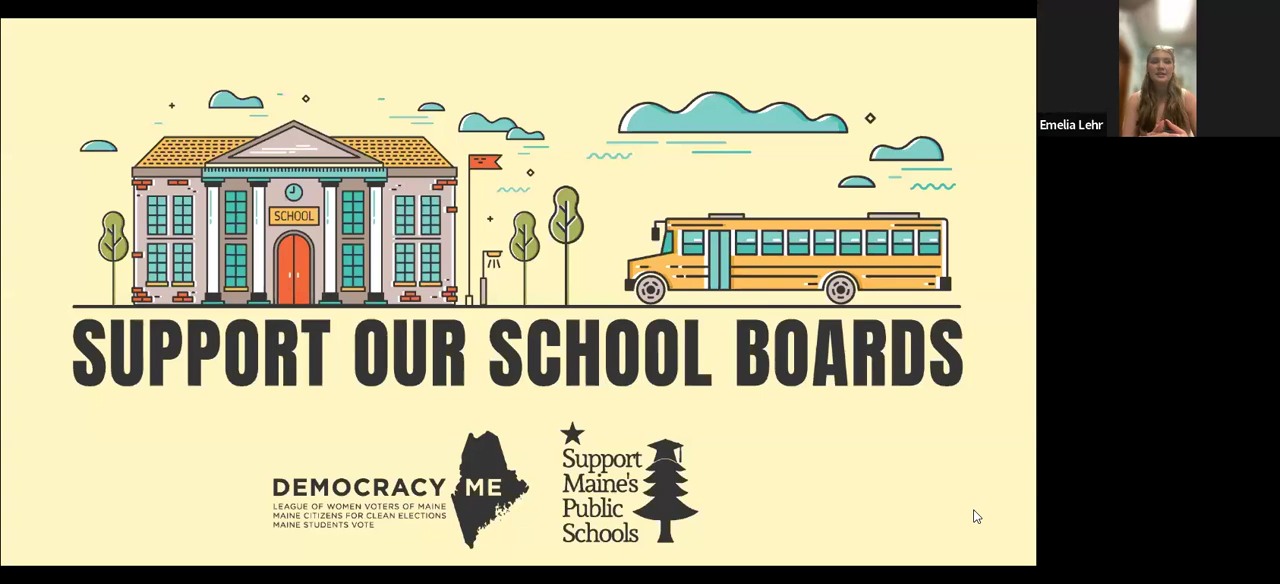 Emelia Lehr
SCHOOL
SUPPORT OUR SCHOOL BOARDS
DEMOCRACY ME
LEAGUE OF WOMEN VOTERS OF MAINE
MAINE CITIZENS FOR CLEAN ELECTIONS
MAINE STUDENTS VOTE
Support
Maine's
Public
Schools